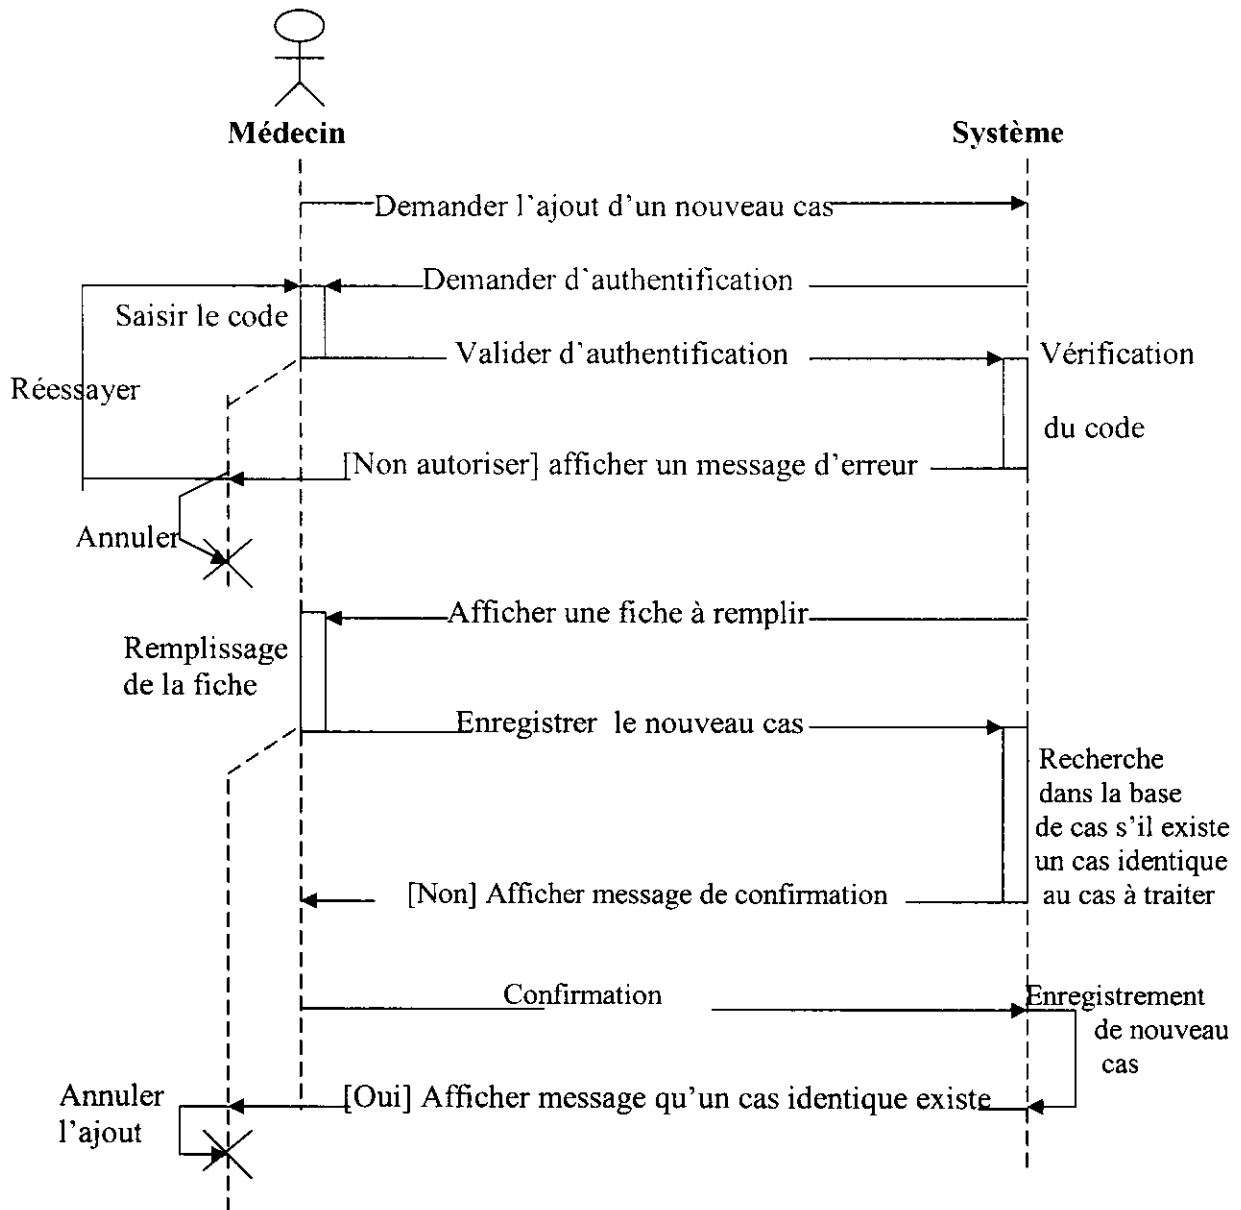 Médecin
Système
Demander l'ajout d'un nouveau cas
Demander d'authentification
Saisir le code
Valider d'authentification
Vérification
du code
Réessayer
[Non autoriser] afficher un message d'erreur
Annuler
Afficher une fiche à remplir
Remplissage
de la fiche
Enregistrer le nouveau cas
Recherche
dans la base
de cas s'il existe
un cas identique
au cas à traiter
[Non] Afficher message de confirmation
Confirmation
Enregistrement
de nouveau
cas
[Oui] Afficher message qu'un cas identique existe
Annuler
l'ajout